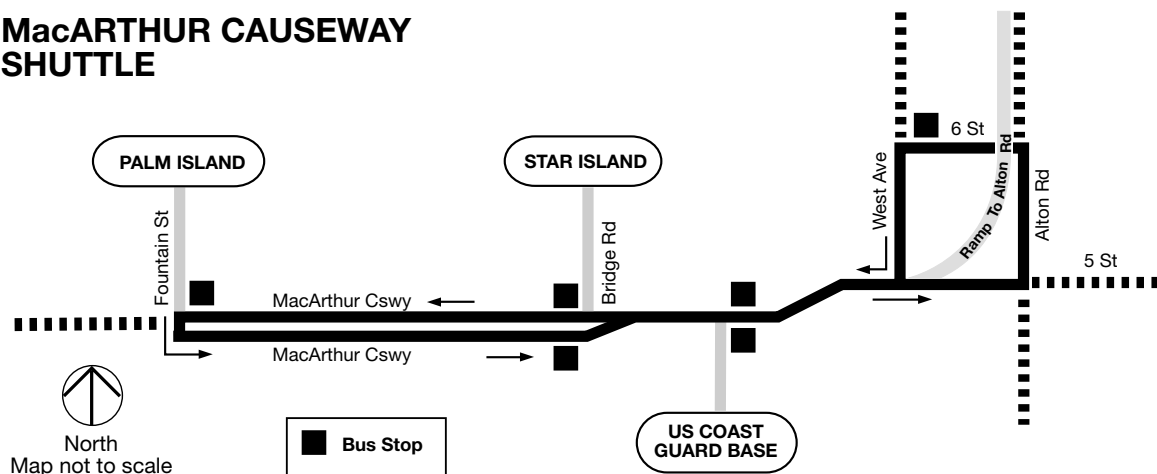 MacARTHUR CAUSEWAY
SHUTTLE
PALM ISLAND
STAR ISLAND
6 St
West Ave
Ramp To Alton Rd
Alton Rd
Fountain St
Bridge Rd
5 St
MacArthur Cswy
MacArthur Cswy
North
Map not to scale
Bus Stop
US COAST
GUARD BASE